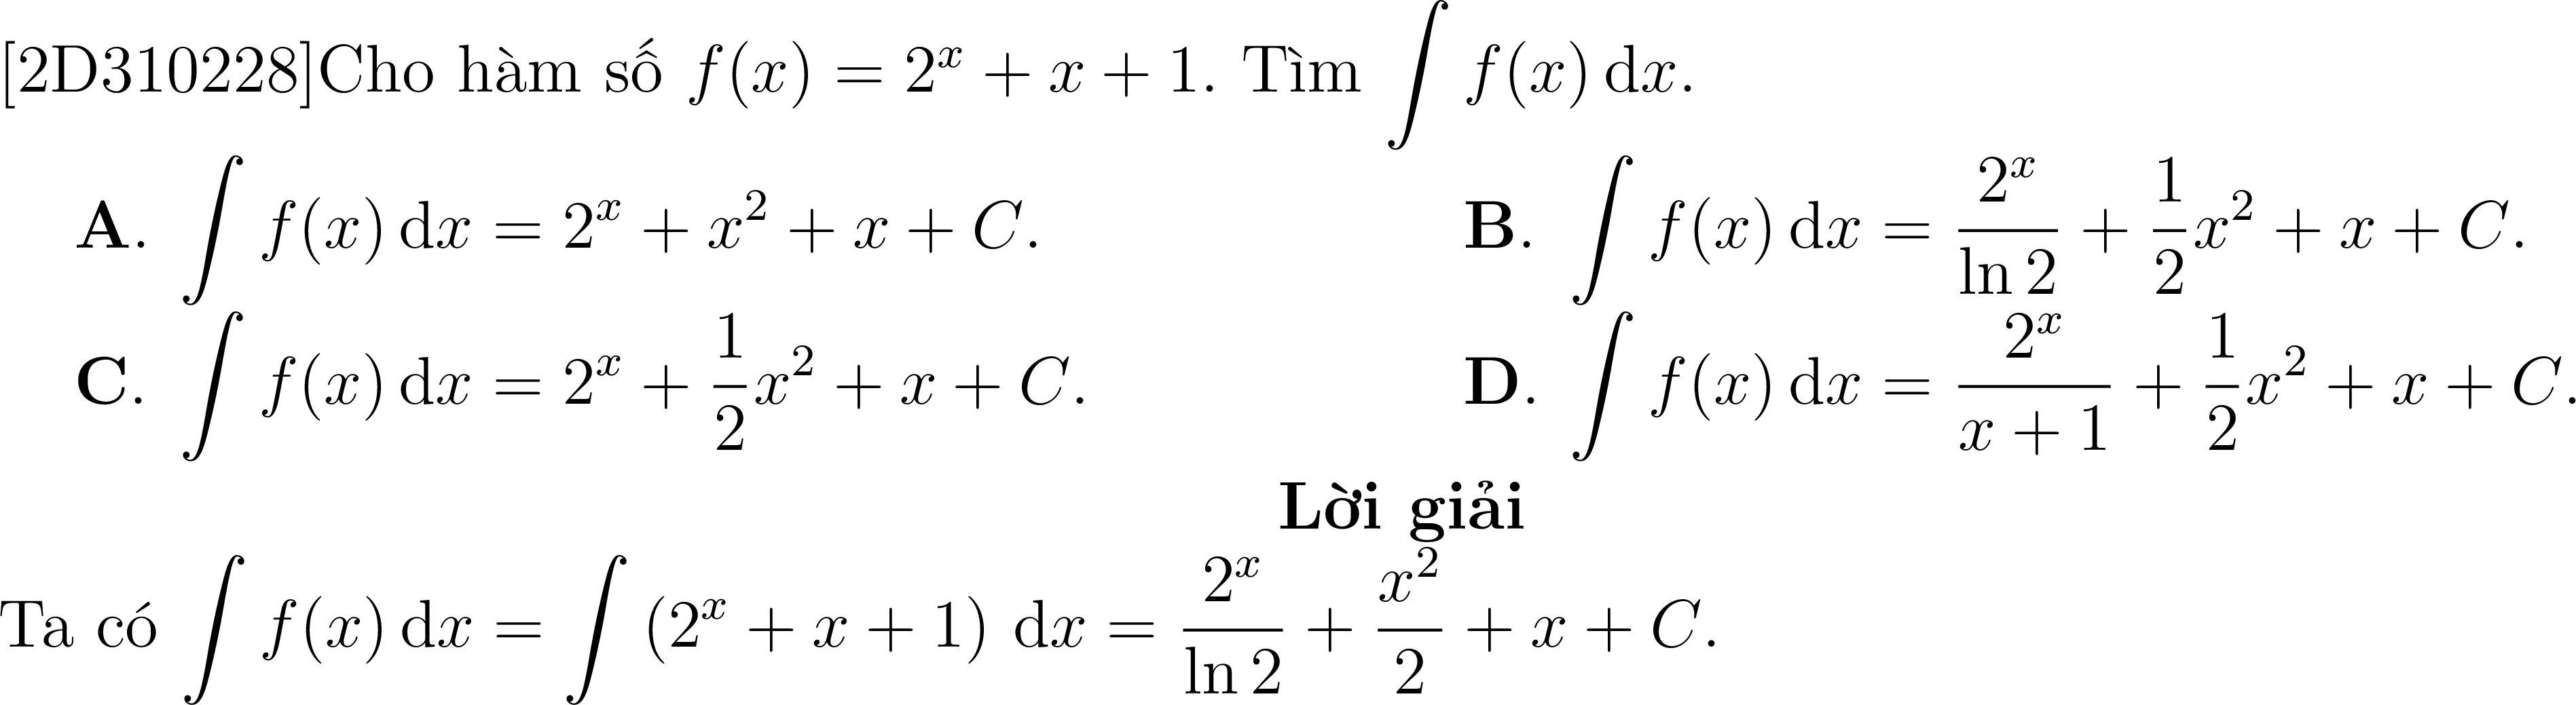 [2D310228]Cho hàm số $f(x) = 2^x + x + 1$. Tìm $\int f(x)\,\mathrm{d}x$.
A. $\int f(x)\,\mathrm{d}x = 2^x + x^2 + x + C$. B. $\int f(x)\,\mathrm{d}x = \frac{2^x}{\ln 2} + \frac{1}{2}x^2 + x + C$.
C. $\int f(x)\,\mathrm{d}x = 2^x + \frac{1}{2}x^2 + x + C$. D. $\int f(x)\,\mathrm{d}x = \frac{2^x}{x + 1} + \frac{1}{2}x^2 + x + C$.
Lời giải
Ta có $\int f(x)\,\mathrm{d}x = \int (2^x + x + 1)\,\mathrm{d}x = \frac{2^x}{\ln 2} + \frac{x^2}{2} + x + C$.